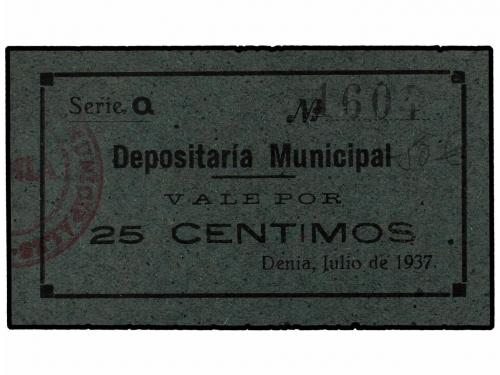 Serie Q Nº 1604
Depositaría Municipal
VALE POR
25 CENTIMOS
Denia, Julio de 1937.